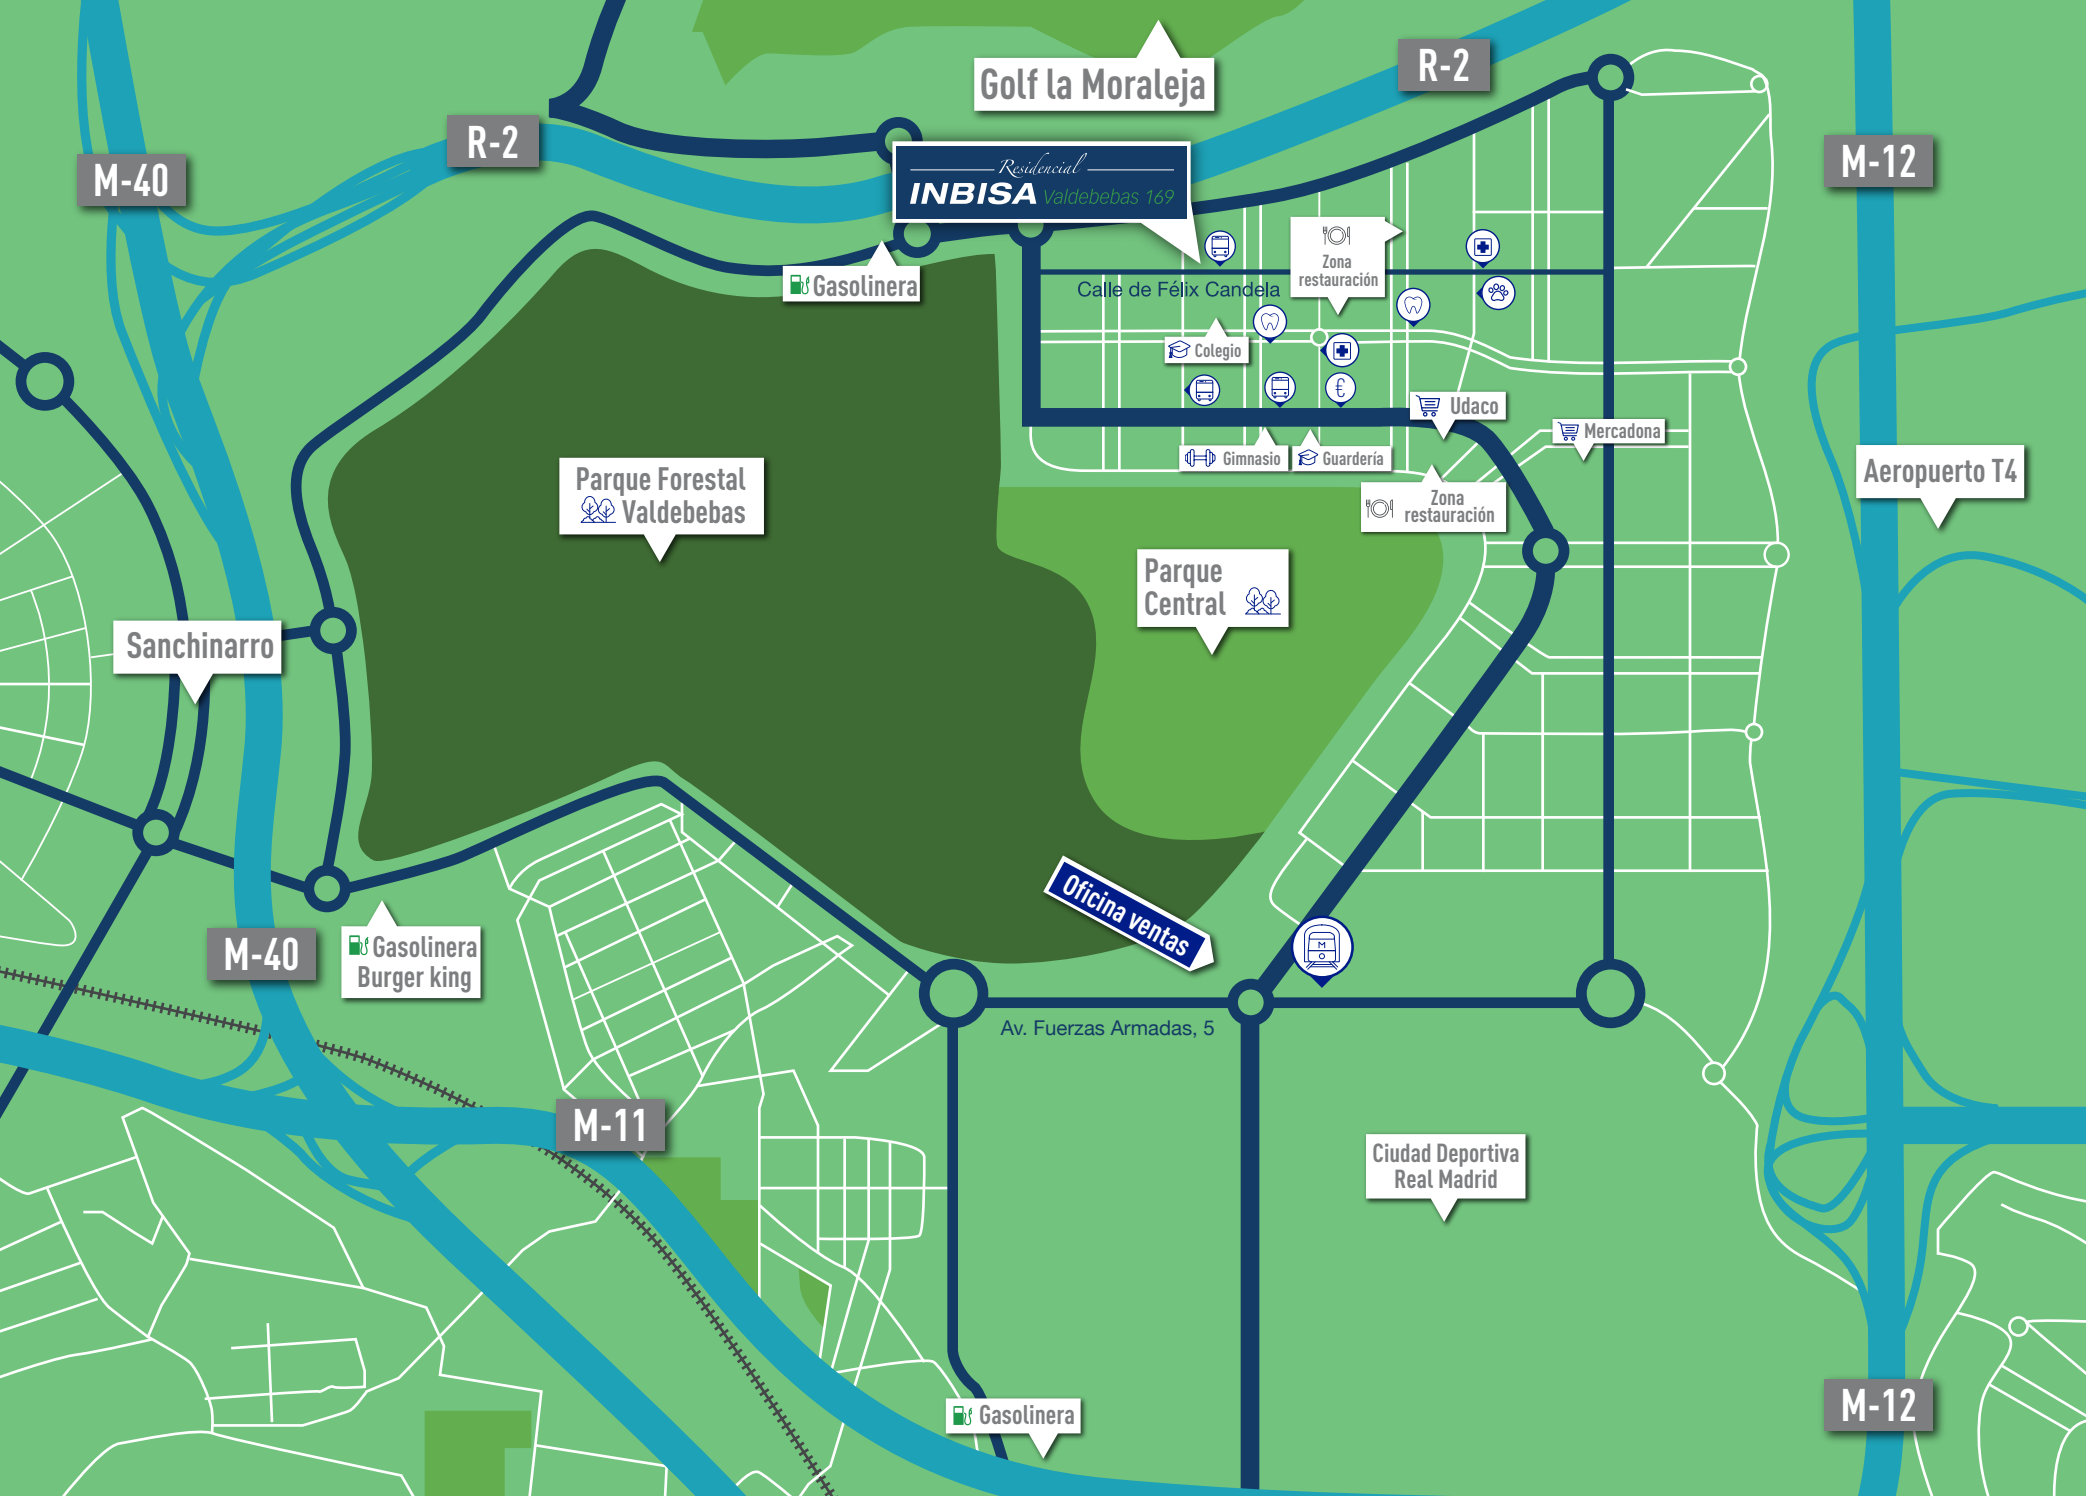 Golf la Moraleja
R-2
R-2
M-40
M-12
Residencial
INBISA Valdebebas 169
Zona
restauración
Gasolinera
Calle de Félix Candela
Colegio
€
Udaco
Mercadona
Gimnasio
Guardería
Aeropuerto T4
Parque Forestal
Valdebebas
Zona
restauración
Parque
Central
Sanchinarro
Oficina ventas
M
M-40
Gasolinera
Burger king
Av. Fuerzas Armadas, 5
M-11
Ciudad Deportiva
Real Madrid
Gasolinera
M-12